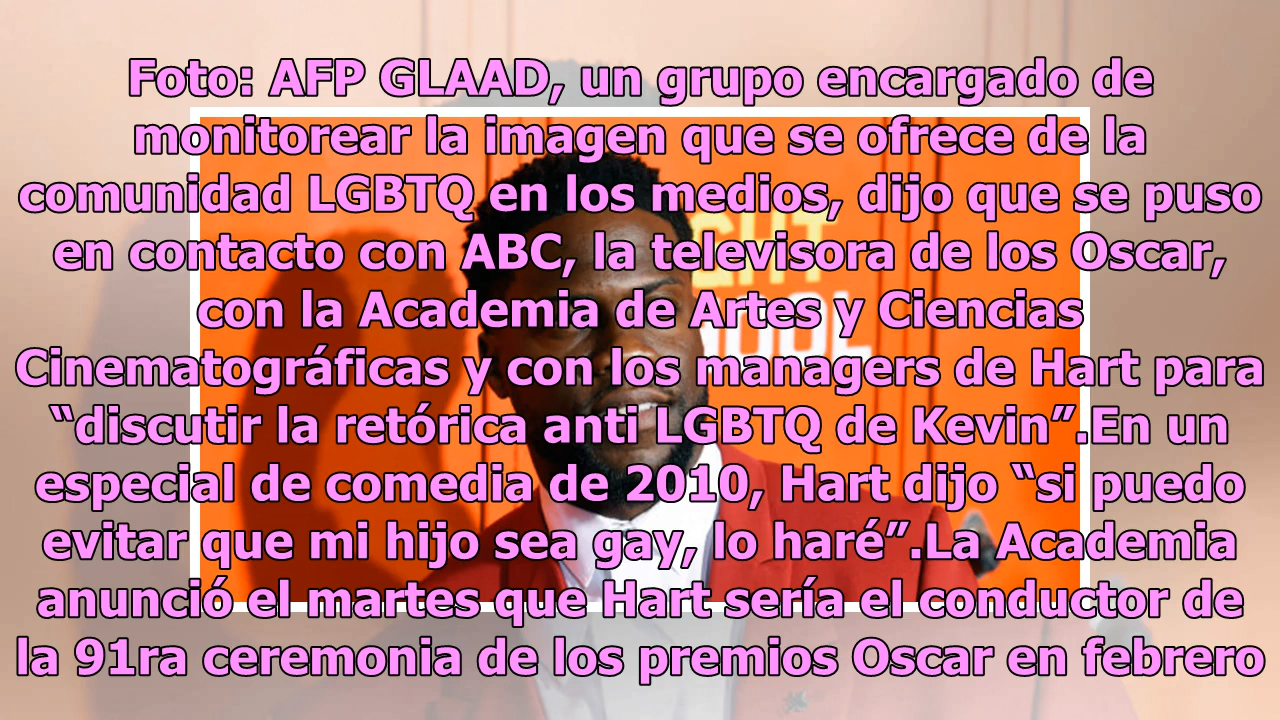 Foto: AFP GLAAD, un grupo encargado de
monitorear la imagen que se ofrece de la
comunidad LGBTQ en los medios, dijo que se puso
en contacto con ABC, la televisora de los Oscar,
con la Academia de Artes y Ciencias
Cinematográficas y con los managers de Hart para
“discutir la retórica anti LGBTQ de Kevin”.En un
especial de comedia de 2010, Hart dijo “si puedo
evitar que mi hijo sea gay, lo haré”.La Academia
anunció el martes que Hart sería el conductor de
la 91ra ceremonia de los premios Oscar en febrero